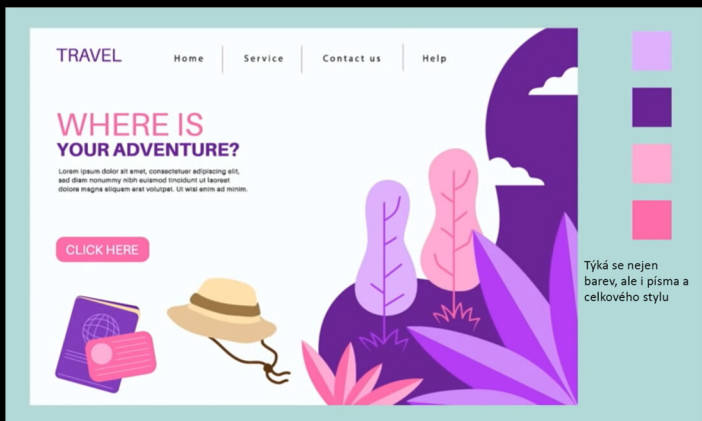 TRAVEL
Home
Service
Contact us
Help
WHERE IS
YOUR ADVENTURE?
Lorem ipsum dolor sit amet, consectetuer adipiscing elit,
sed diam nonummy nibh euismod tincidunt ut laoreet
dolore magna aliquam erat volutpat. Ut wisi enim ad minim.
CLICK HERE
Týká se nejen
barev, ale i písma a
celkového stylu